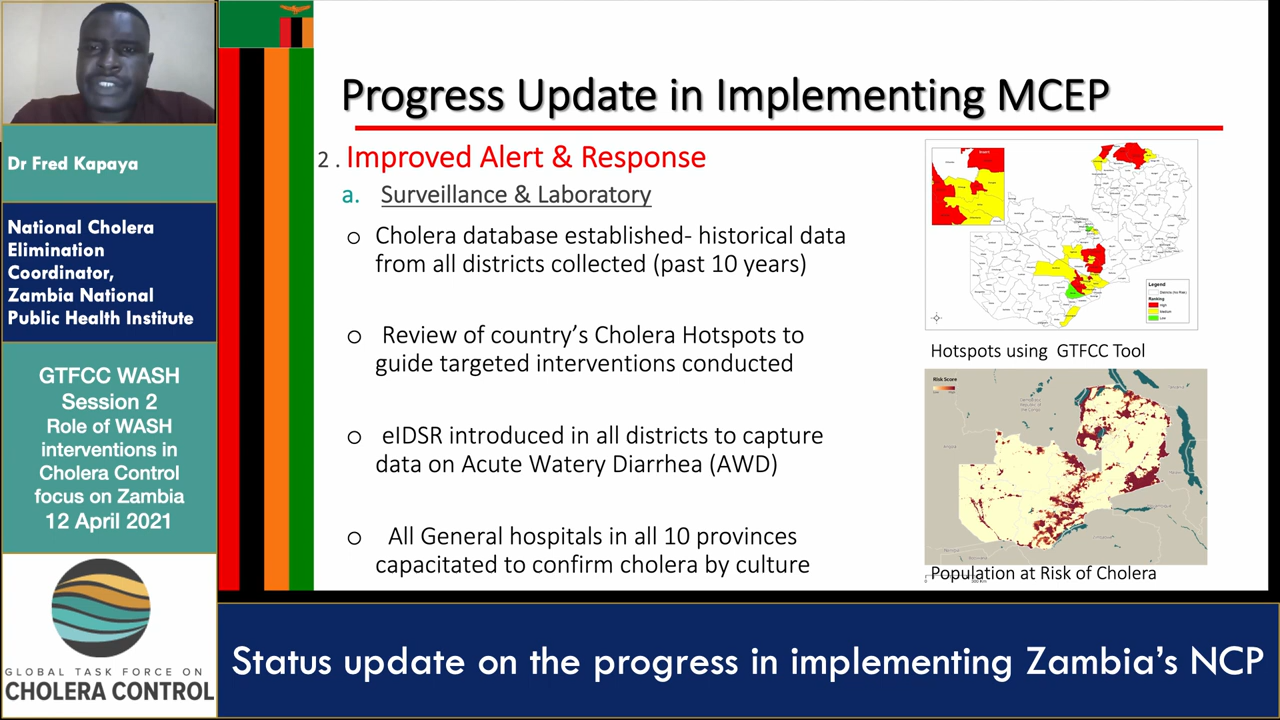 Dr Fred Kapaya
National Cholera
Elimination
Coordinator,
Zambia National
Public Health Institute
GTFCC WASH
Session 2
Role of WASH
interventions in
Cholera Control
focus on Zambia
12 April 2021
GLOBAL TASK FORCE ON
CHOLERA CONTROL
Progress Update in Implementing MCEP
2 . Improved Alert & Response
a. Surveillance & Laboratory
o Cholera database established- historical data
from all districts collected (past 10 years)
o Review of country’s Cholera Hotspots to
guide targeted interventions conducted
o eIDSR introduced in all districts to capture
data on Acute Watery Diarrhea (AWD)
o All General hospitals in all 10 provinces
capacitated to confirm cholera by culture
Legend
Ranking
High
Medium
Low
Hotspots using GTFCC Tool
Risk Score
Population at Risk of Cholera
Status update on the progress in implementing Zambia’s NCP